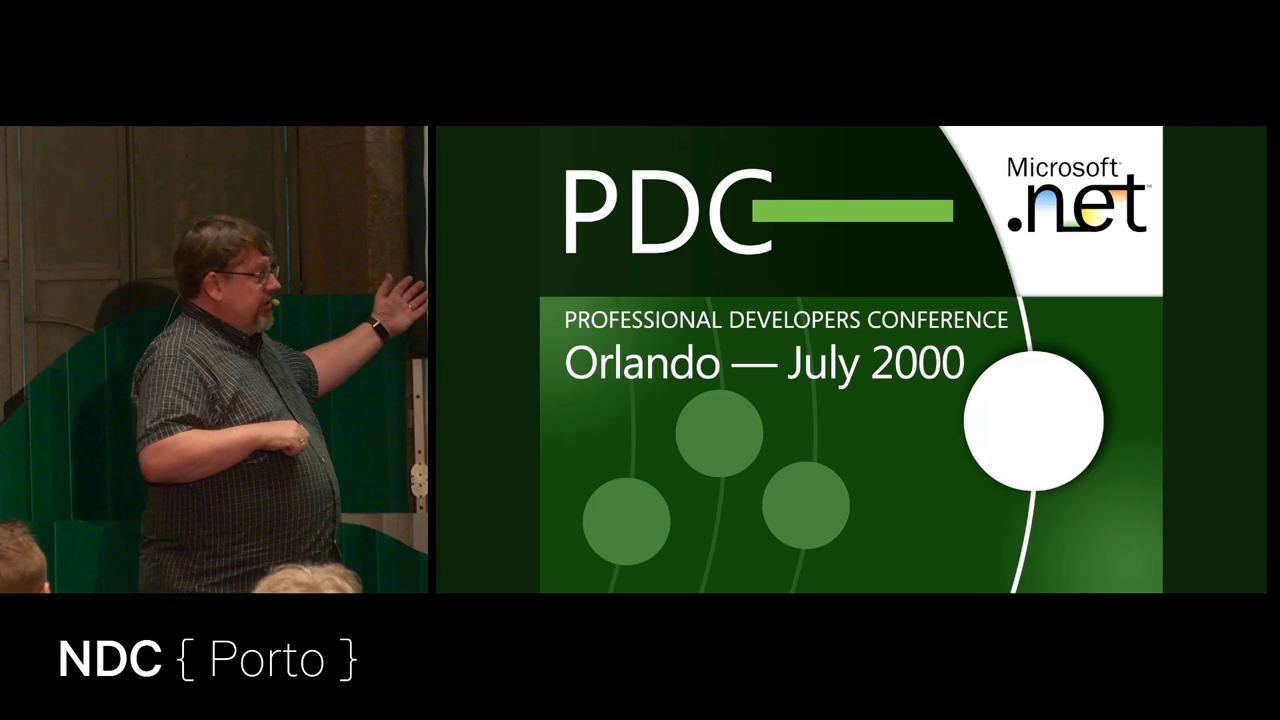 PDC
Microsoft
.net
PROFESSIONAL DEVELOPERS CONFERENCE
Orlando — July 2000
NDC { Porto }